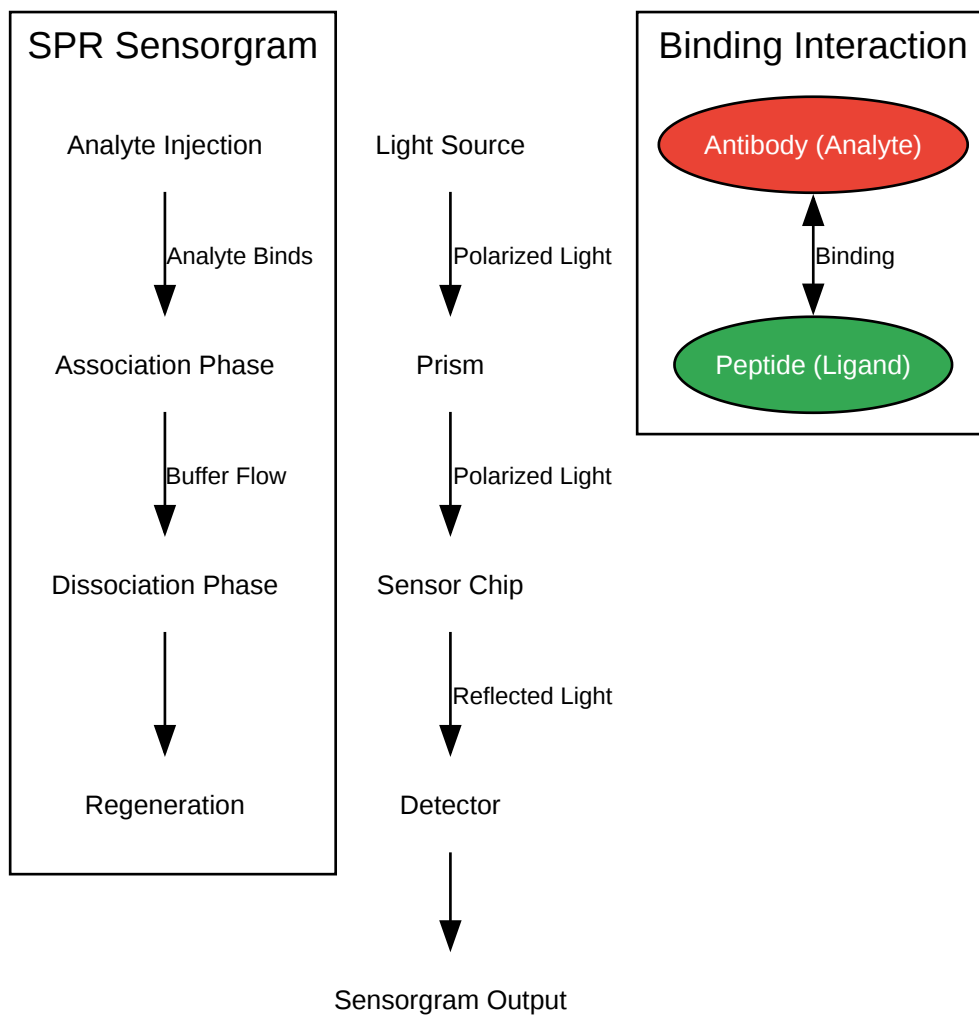 SPR Sensorgram
Analyte Injection
Analyte Binds
Association Phase
Buffer Flow
Dissociation Phase
Regeneration
Light Source
Polarized Light
Prism
Polarized Light
Sensor Chip
Reflected Light
Detector
Sensorgram Output
Binding Interaction
Antibody (Analyte)
Binding
Peptide (Ligand)